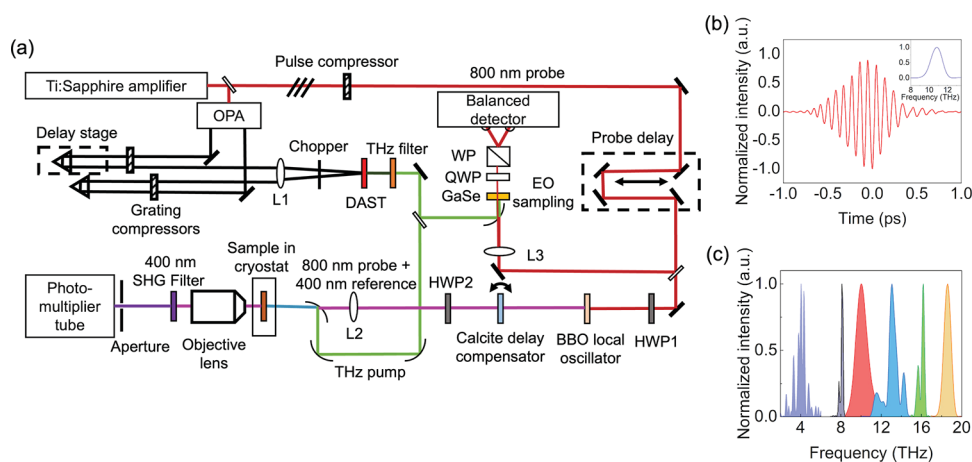 (a)
Ti:Sapphire amplifier
Pulse compressor
800 nm probe
OPA
Balanced
detector
Delay stage
Chopper
THz filter
WP
QWP
GaSe
EO
sampling
Probe delay
L1
DAST
Grating
compressors
L3
400 nm
SHG Filter
Sample in
cryostat
800 nm probe +
400 nm reference
HWP2
Photo-
multiplier
tube
Aperture
Objective
lens
L2
THz pump
Calcite delay
compensator
BBO local
oscillator
HWP1
(b)
Normalized intensity (a.u.)
1.0
0.5
0.0
-0.5
-1.0
-1.0
-0.5
0.0
0.5
1.0
Time (ps)
1.0
0.5
0.0
8
10
12
Frequency (THz)
(c)
Normalized intensity (a.u.)
1.0
0.5
0.0
4
8
12
16
20
Frequency (THz)